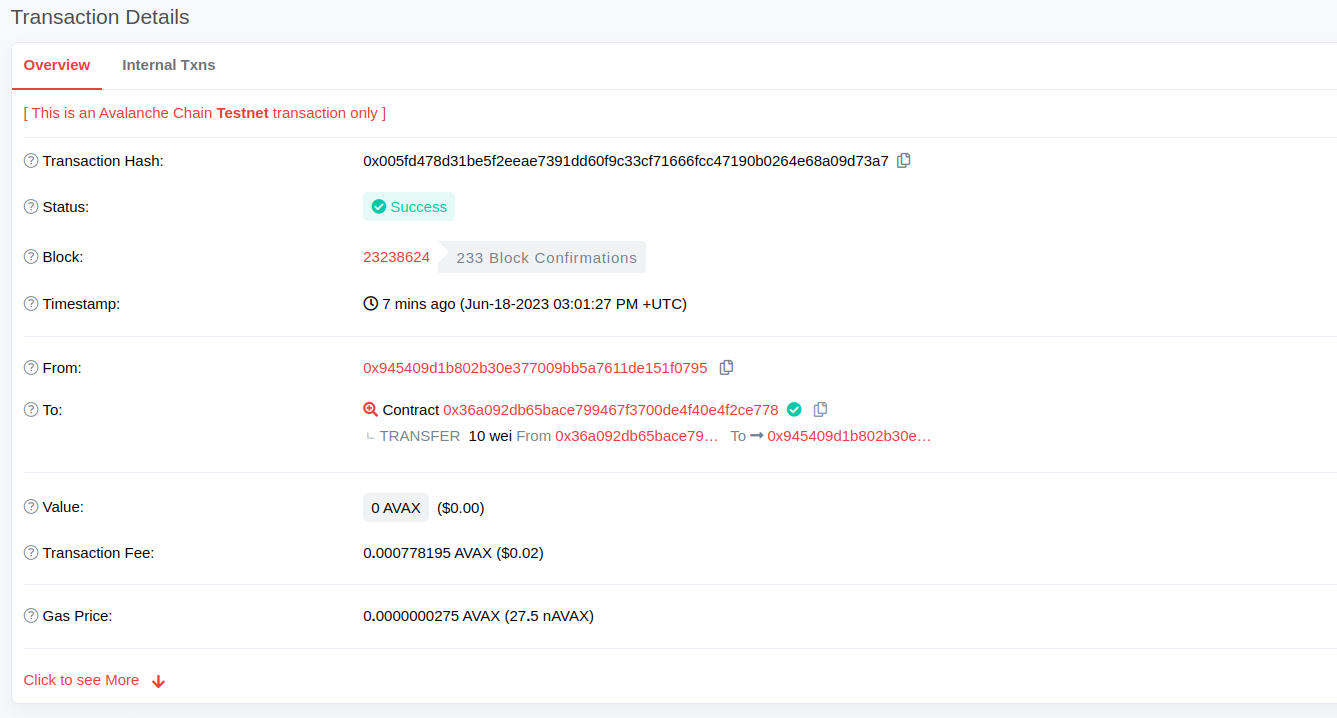 Transaction Details
Overview Internal Txns
[ This is an Avalanche Chain Testnet transaction only ]
Transaction Hash: 0x005fd478d31be5f2eeae7391dd60f9c33cf71666fcc47190b0264e68a09d73a7
Status: Success
Block: 23238624 233 Block Confirmations
Timestamp: 7 mins ago (Jun-18-2023 03:01:27 PM +UTC)
From: 0x945409d1b802b30e377009bb5a7611de151f0795
To: Contract 0x36a092db65bace799467f3700de4f40e4f2ce778
TRANSFER 10 wei From 0x36a092db65bace79… To 0x945409d1b802b30e…
Value: 0 AVAX ($0.00)
Transaction Fee: 0.000778195 AVAX ($0.02)
Gas Price: 0.0000000275 AVAX (27.5 nAVAX)
Click to see More